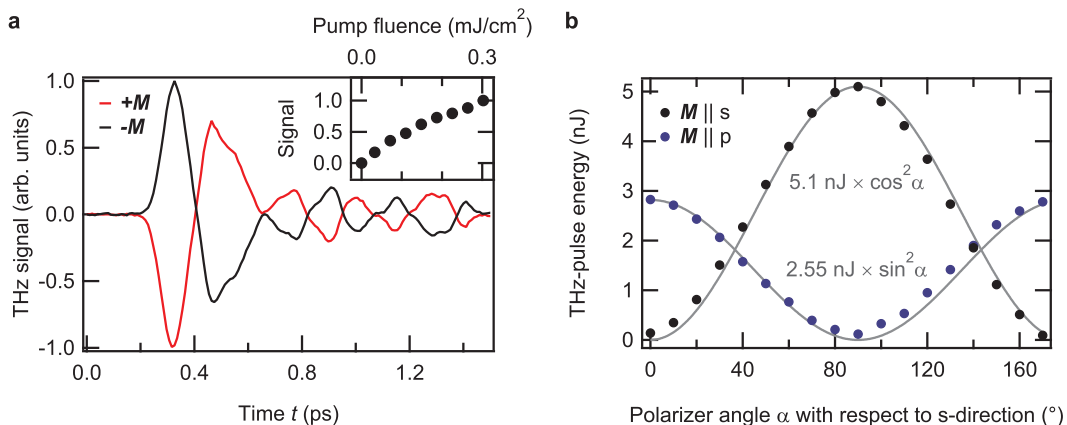 a
Pump fluence (mJ/cm²)
0.0 0.3
1.0
0.5
0.0
-0.5
-1.0
THz signal (arb. units)
+M
-M
Signal
1.0
0.5
0.0
0.0 0.4 0.8 1.2
Time t (ps)
b
5
4
3
2
1
0
THz-pulse energy (nJ)
M || s
M || p
5.1 nJ × cos²α
2.55 nJ × sin²α
0 40 80 120 160
Polarizer angle α with respect to s-direction (°)